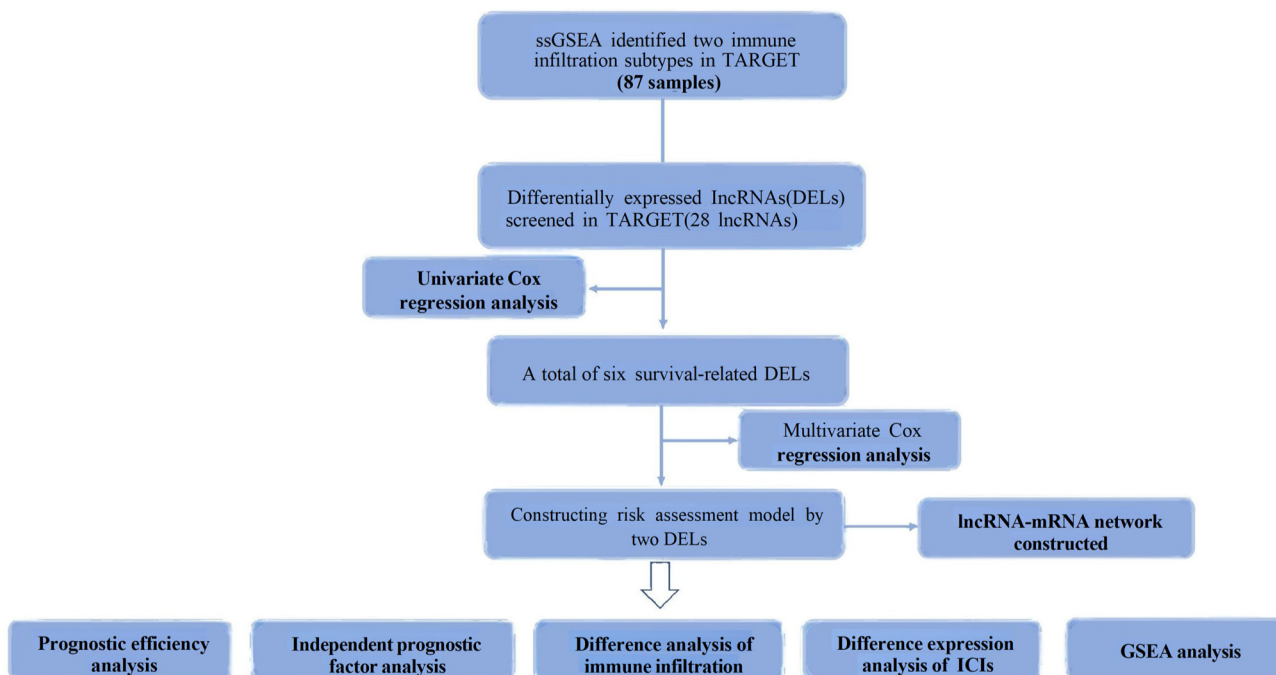 ssGSEA identified two immune
infiltration subtypes in TARGET
(87 samples)
Differentially expressed lncRNAs(DELs)
screened in TARGET(28 lncRNAs)
Univariate Cox
regression analysis
A total of six survival-related DELs
Multivariate Cox
regression analysis
Constructing risk assessment model by
two DELs
lncRNA-mRNA network
constructed
Prognostic efficiency
analysis
Independent prognostic
factor analysis
Difference analysis of
immune infiltration
Difference expression
analysis of ICIs
GSEA analysis